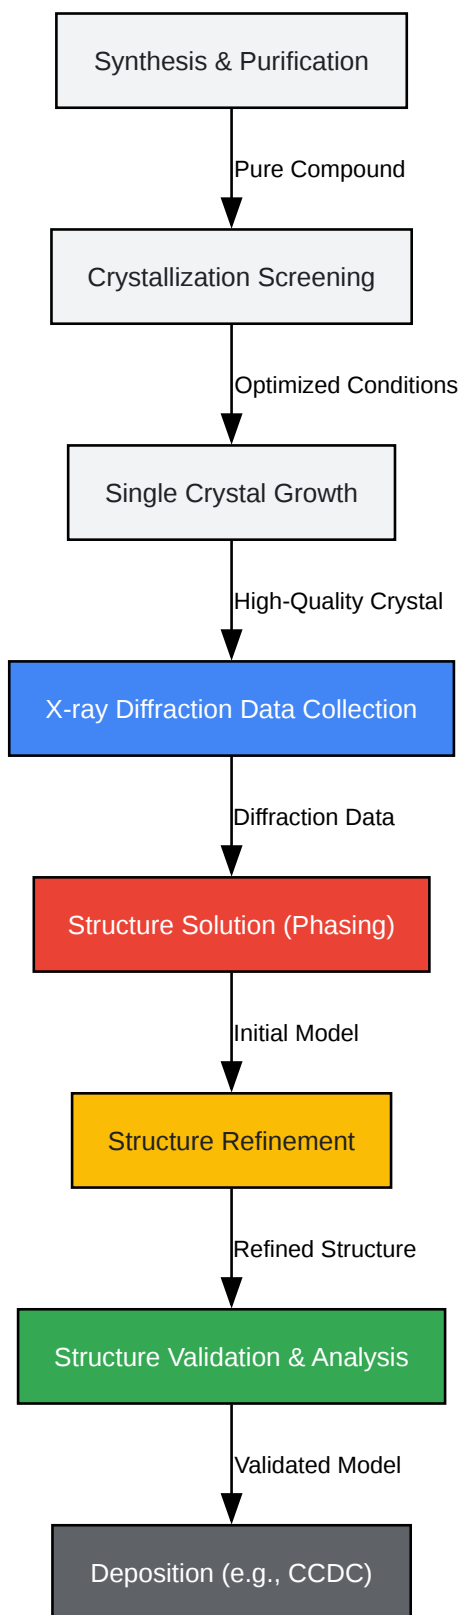 Synthesis & Purification
Pure Compound
Crystallization Screening
Optimized Conditions
Single Crystal Growth
High-Quality Crystal
X-ray Diffraction Data Collection
Diffraction Data
Structure Solution (Phasing)
Initial Model
Structure Refinement
Refined Structure
Structure Validation & Analysis
Validated Model
Deposition (e.g., CCDC)